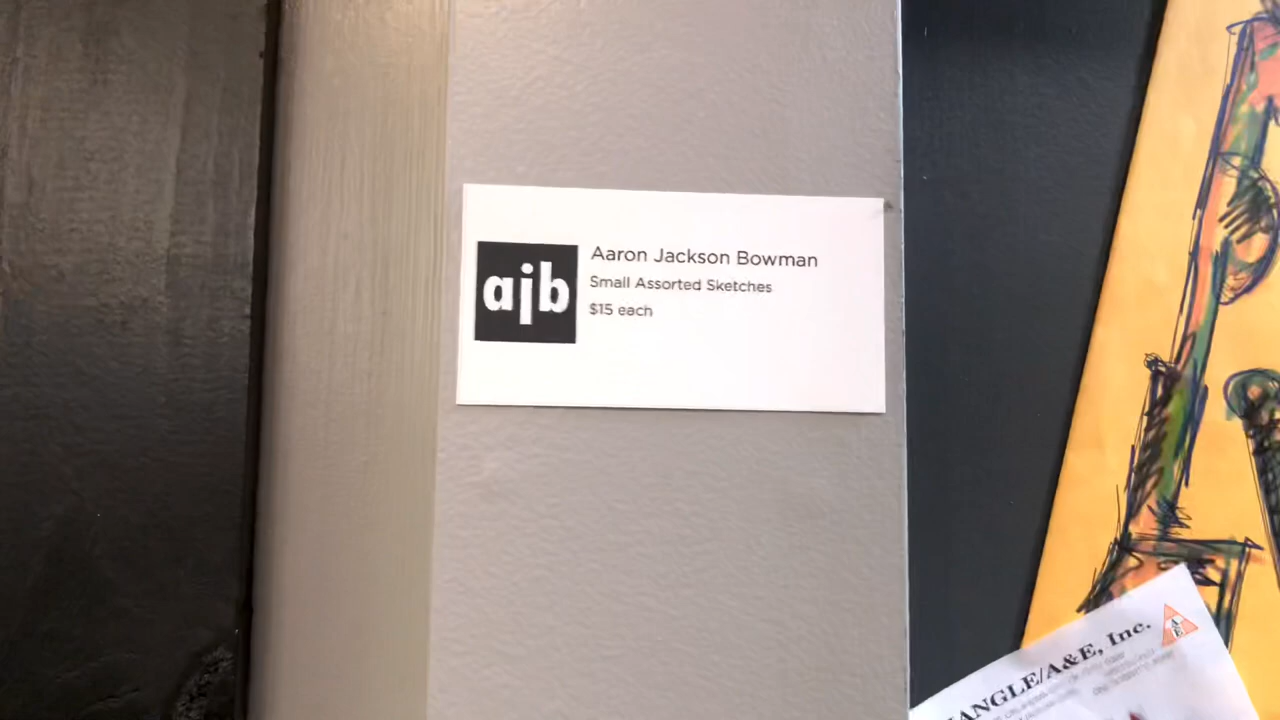 ajb
Aaron Jackson Bowman
Small Assorted Sketches
$15 each
ANGLE/A&E, Inc.
A&E